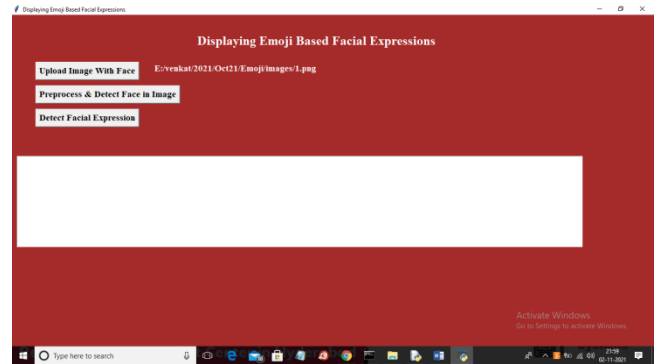 Displaying Emoji Based Facial Expressions
Displaying Emoji Based Facial Expressions
Upload Image With Face
E:/venkat/2021/Oct21/Emoji/images/1.png
Preprocess & Detect Face in Image
Detect Facial Expression
Activate Windows
Go to Settings to activate Windows.
Type here to search
21:59
02-11-2021